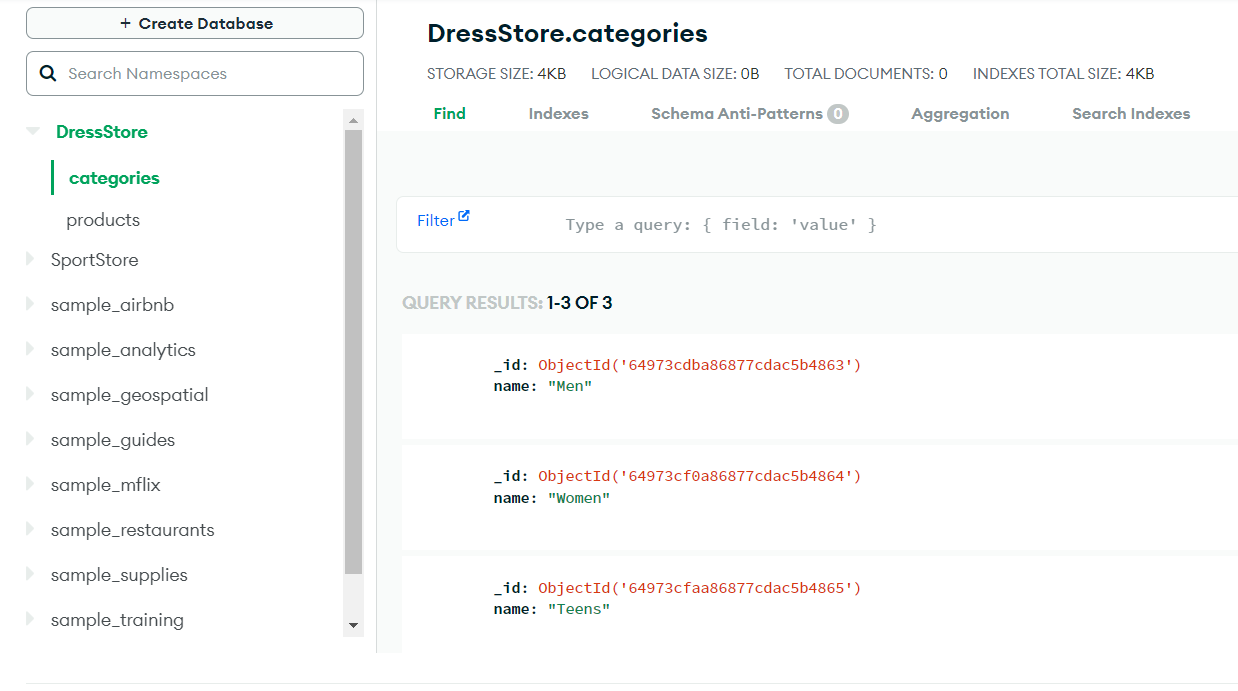 + Create Database
Search Namespaces
DressStore
categories
products
SportStore
sample_airbnb
sample_analytics
sample_geospatial
sample_guides
sample_mflix
sample_restaurants
sample_supplies
sample_training
DressStore.categories
STORAGE SIZE: 4KB LOGICAL DATA SIZE: 0B TOTAL DOCUMENTS: 0 INDEXES TOTAL SIZE: 4KB
Find Indexes Schema Anti-Patterns 0 Aggregation Search Indexes
Filter Type a query: { field: 'value' }
QUERY RESULTS: 1-3 OF 3
_id: ObjectId('64973cdba86877cdac5b4863')
name: "Men"
_id: ObjectId('64973cf0a86877cdac5b4864')
name: "Women"
_id: ObjectId('64973cfaa86877cdac5b4865')
name: "Teens"